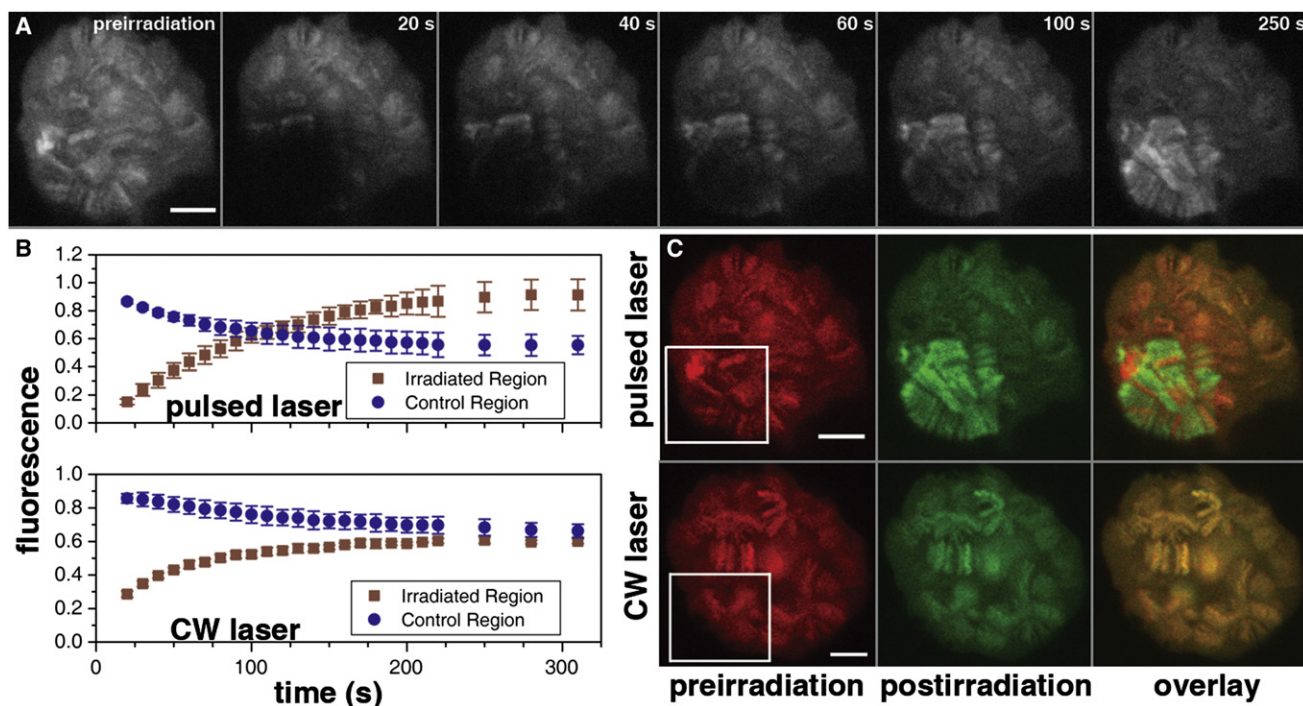 A
preirradiation
20 s
40 s
60 s
100 s
250 s
B
1.2
1.0
0.8
0.6
0.4
0.2
0.0
Irradiated Region
Control Region
pulsed laser
fluorescence
1.0
0.8
0.6
0.4
0.2
0.0
Irradiated Region
Control Region
CW laser
0
100
200
300
time (s)
C
pulsed laser
CW laser
preirradiation
postirradiation
overlay